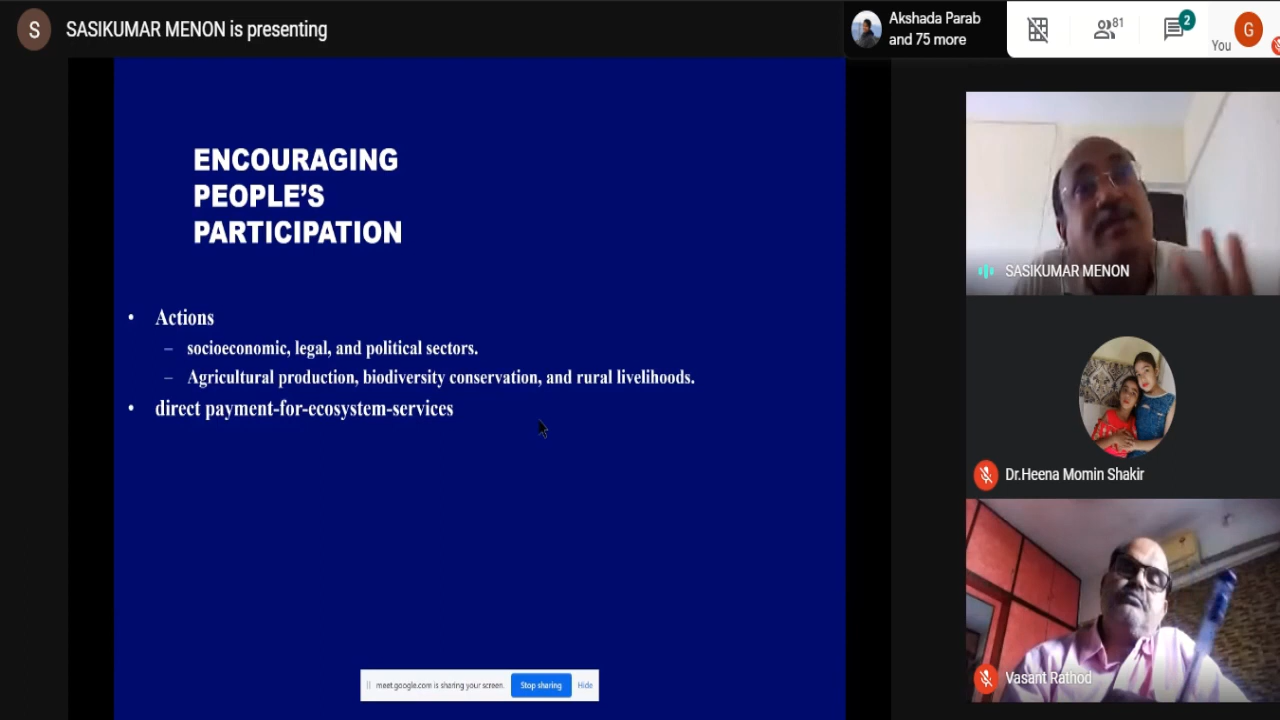 S
SASIKUMAR MENON is presenting
Akshada Parab
and 75 more
81
2
You
G
ENCOURAGING
PEOPLE’S
PARTICIPATION
• Actions
– socioeconomic, legal, and political sectors.
– Agricultural production, biodiversity conservation, and rural livelihoods.
• direct payment-for-ecosystem-services
SASIKUMAR MENON
Dr.Heena Momin Shakir
Vasant Rathod
meet.google.com is sharing your screen.
Stop sharing
Hide